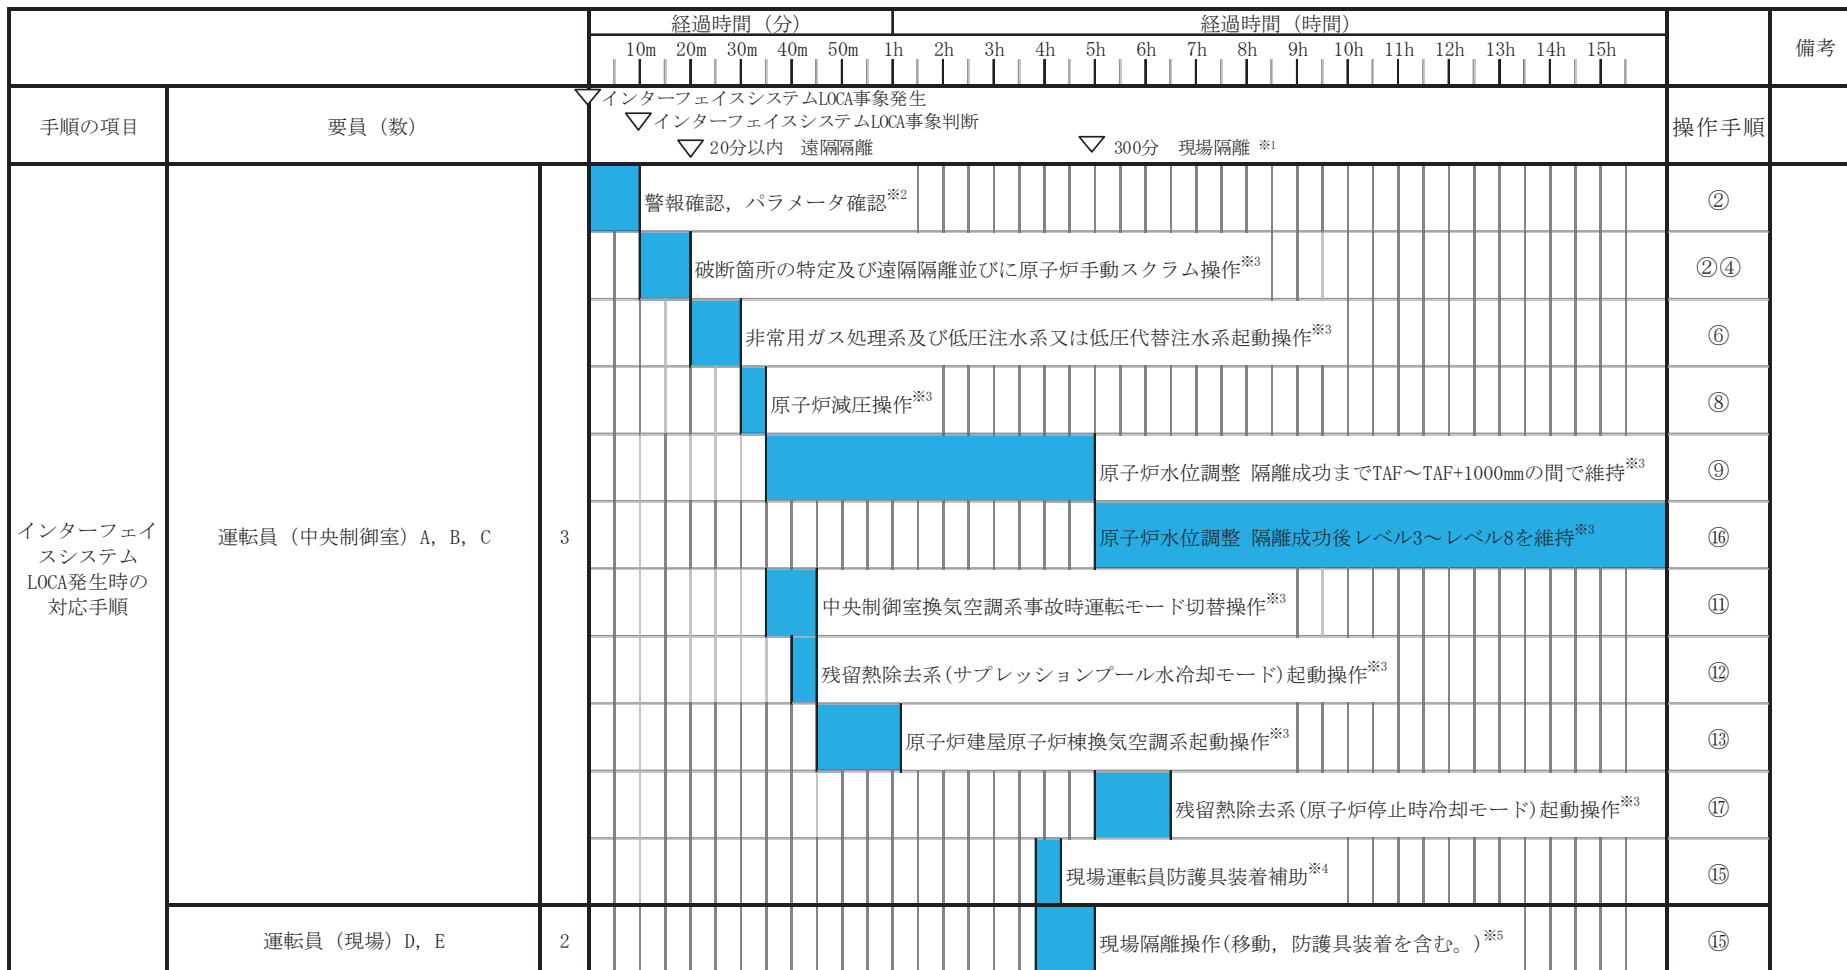 経過時間（分）
経過時間（時間）
10m 20m 30m 40m 50m 1h 2h 3h 4h 5h 6h 7h 8h 9h 10h 11h 12h 13h 14h 15h
備考
手順の項目
要員（数）
操作手順
▽インターフェイスシステムLOCA事象発生
▽インターフェイスシステムLOCA事象判断
▽20分以内　遠隔隔離
▽ 300分　現場隔離 ※1
インターフェイ
スシステム
LOCA発生時の
対応手順
運転員（中央制御室）A, B, C
3
警報確認，パラメータ確認※2
②
破断箇所の特定及び遠隔隔離並びに原子炉手動スクラム操作※3
②④
非常用ガス処理系及び低圧注水系又は低圧代替注水系起動操作※3
⑥
原子炉減圧操作※3
⑧
原子炉水位調整 隔離成功までTAF～TAF+1000mmの間で維持※3
⑨
原子炉水位調整 隔離成功後レベル3～レベル8を維持※3
⑯
中央制御室換気空調系事故時運転モード切替操作※3
⑪
残留熱除去系(サプレッションプール水冷却モード)起動操作※3
⑫
原子炉建屋原子炉棟換気空調系起動操作※3
⑬
残留熱除去系(原子炉停止時冷却モード)起動操作※3
⑰
現場運転員防護具装着補助※4
⑮
運転員（現場）D, E
2
現場隔離操作(移動，防護具装着を含む。)※5
⑮